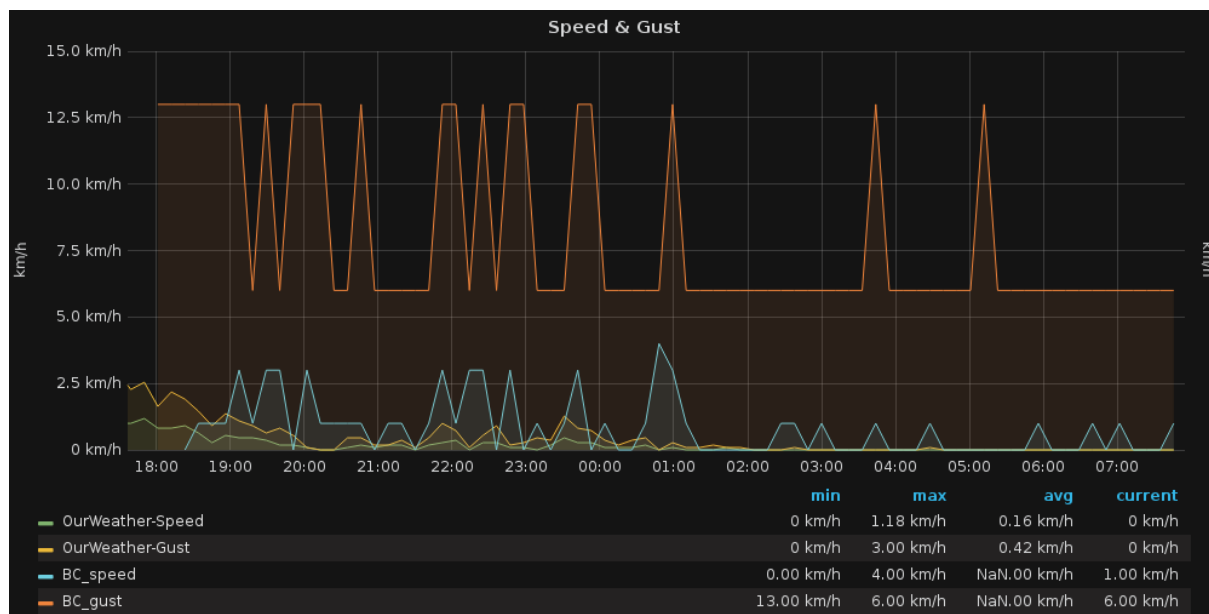 Speed & Gust
15.0 km/h
12.5 km/h
10.0 km/h
7.5 km/h
5.0 km/h
2.5 km/h
0 km/h
km/h
km/h
18:00 19:00 20:00 21:00 22:00 23:00 00:00 01:00 02:00 03:00 04:00 05:00 06:00 07:00
min max avg current
OurWeather-Speed 0 km/h 1.18 km/h 0.16 km/h 0 km/h
OurWeather-Gust 0 km/h 3.00 km/h 0.42 km/h 0 km/h
BC_speed 0.00 km/h 4.00 km/h NaN.00 km/h 1.00 km/h
BC_gust 13.00 km/h 6.00 km/h NaN.00 km/h 6.00 km/h